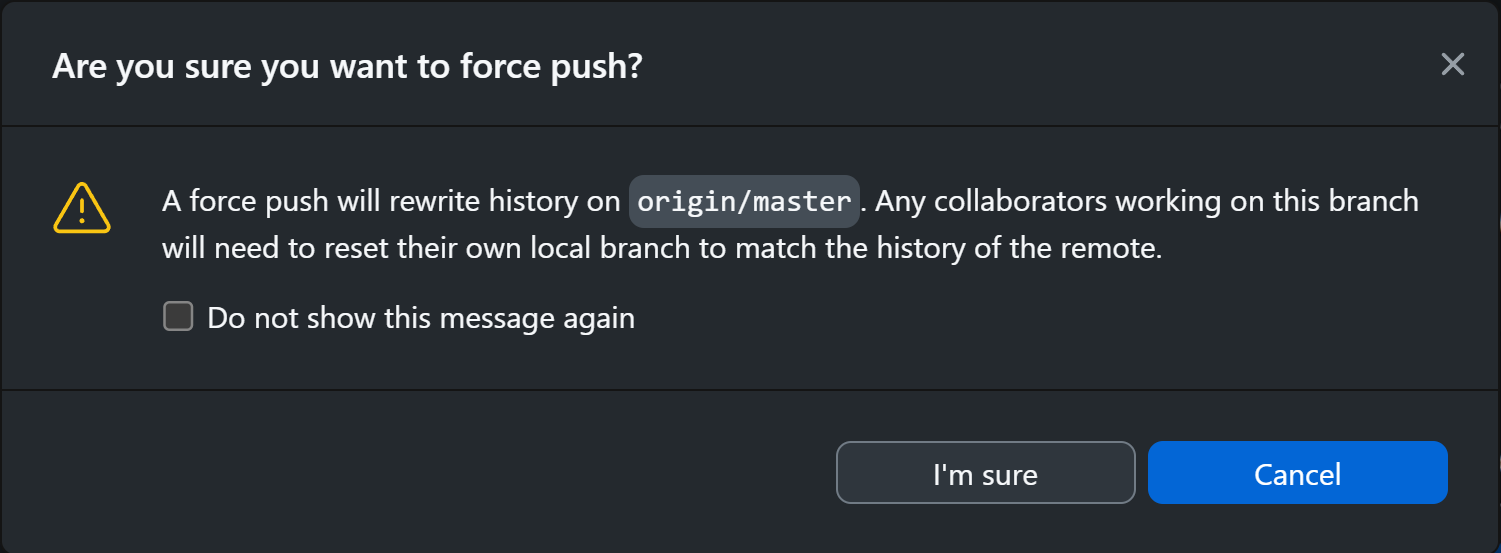 Are you sure you want to force push?
A force push will rewrite history on origin/master. Any collaborators working on this branch
will need to reset their own local branch to match the history of the remote.
Do not show this message again
I'm sure
Cancel